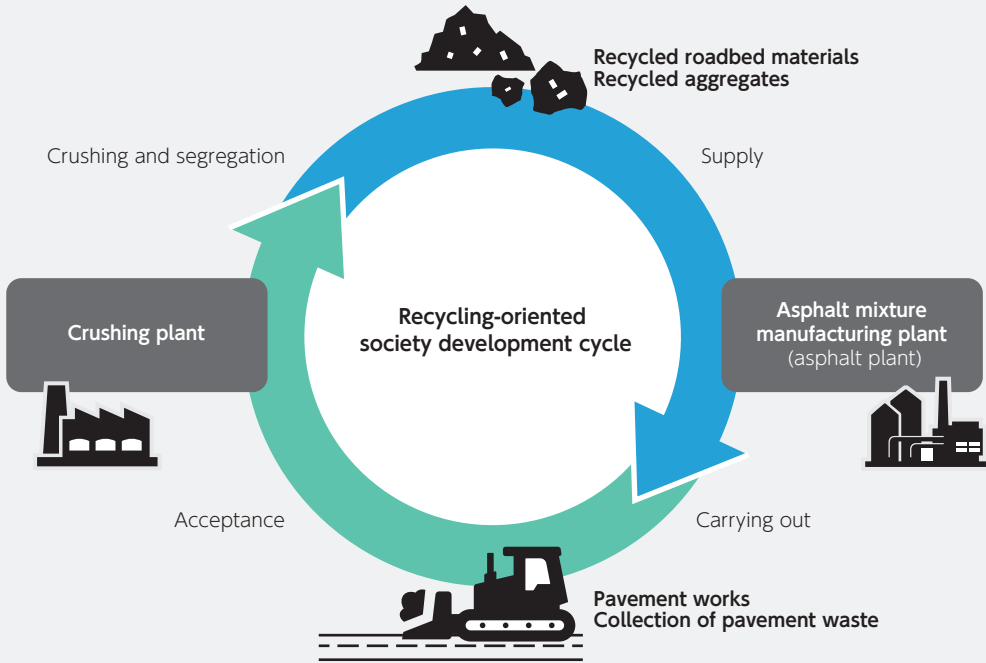 Recycled roadbed materials
Recycled aggregates
Crushing and segregation
Supply
Crushing plant
Recycling-oriented
society development cycle
Asphalt mixture
manufacturing plant
(asphalt plant)
Acceptance
Carrying out
Pavement works
Collection of pavement waste